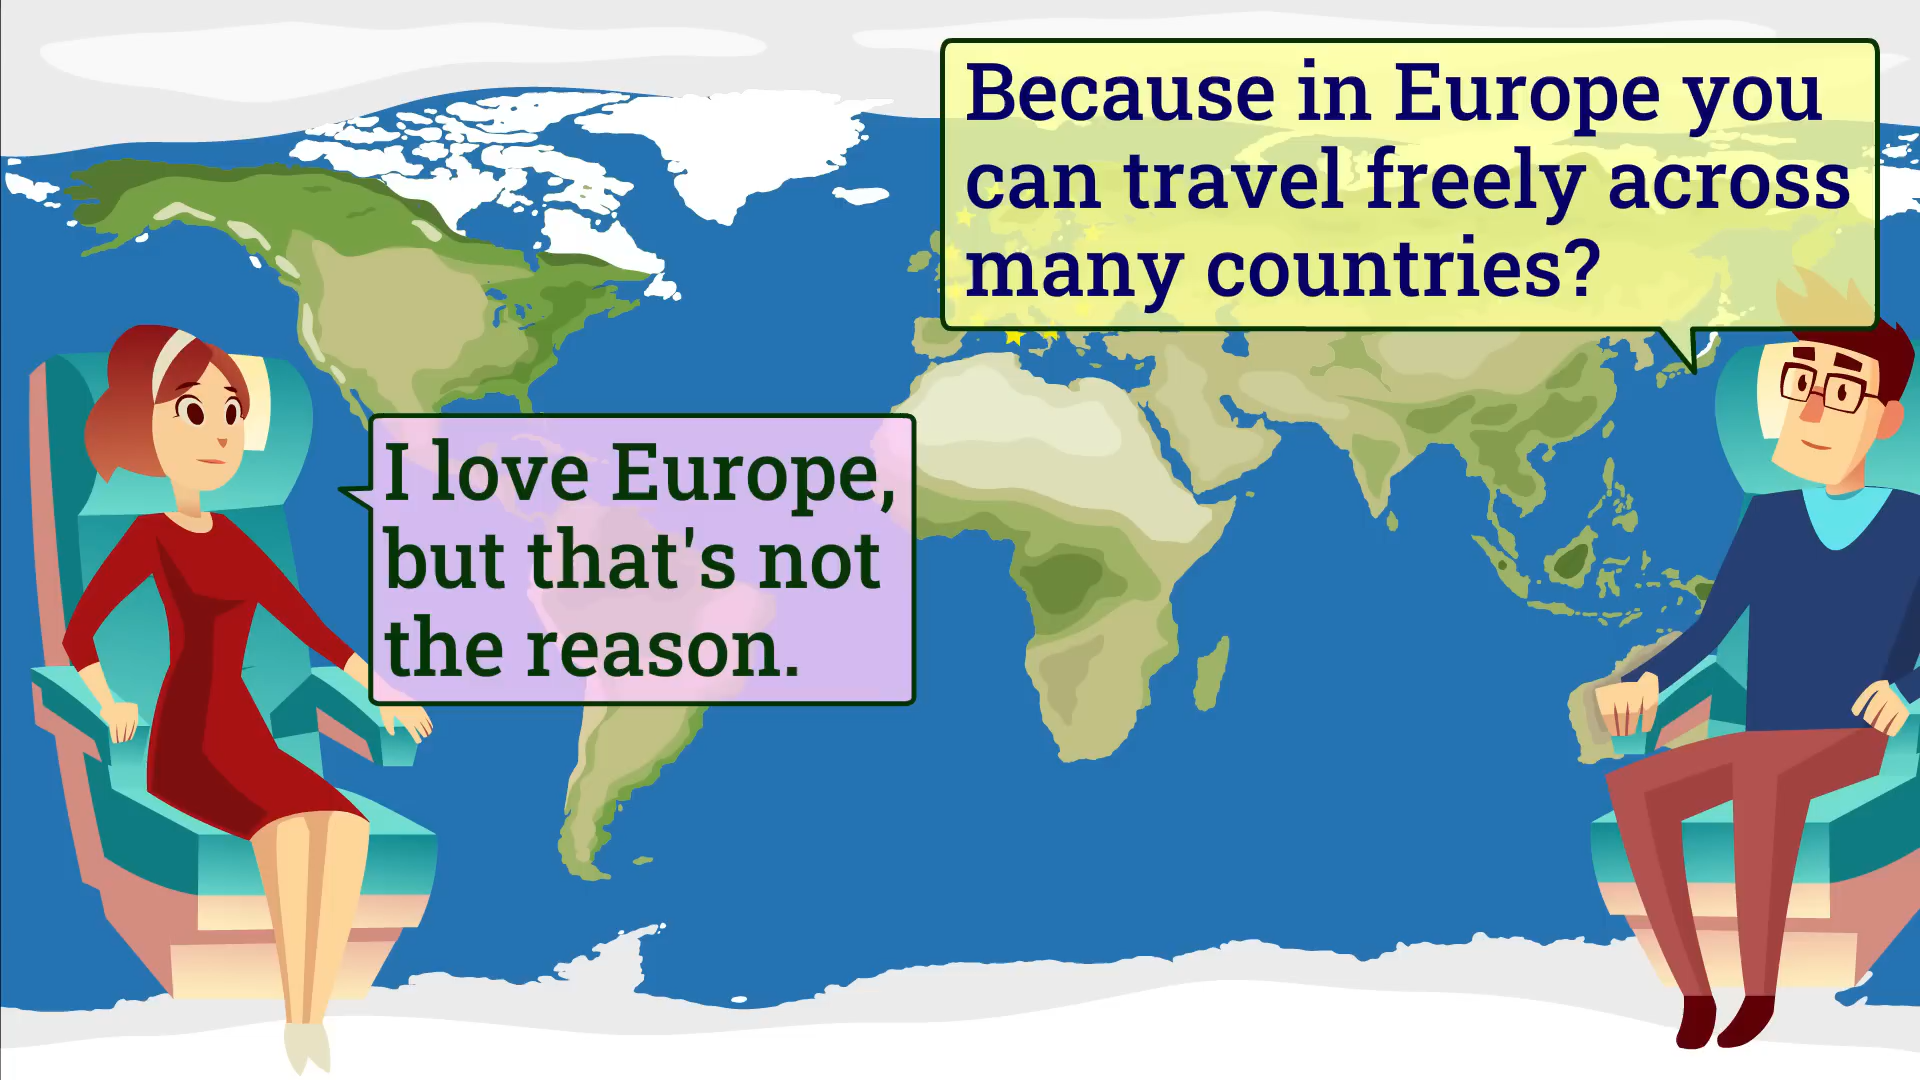 Because in Europe you
can travel freely across
many countries?
I love Europe,
but that's not
the reason.